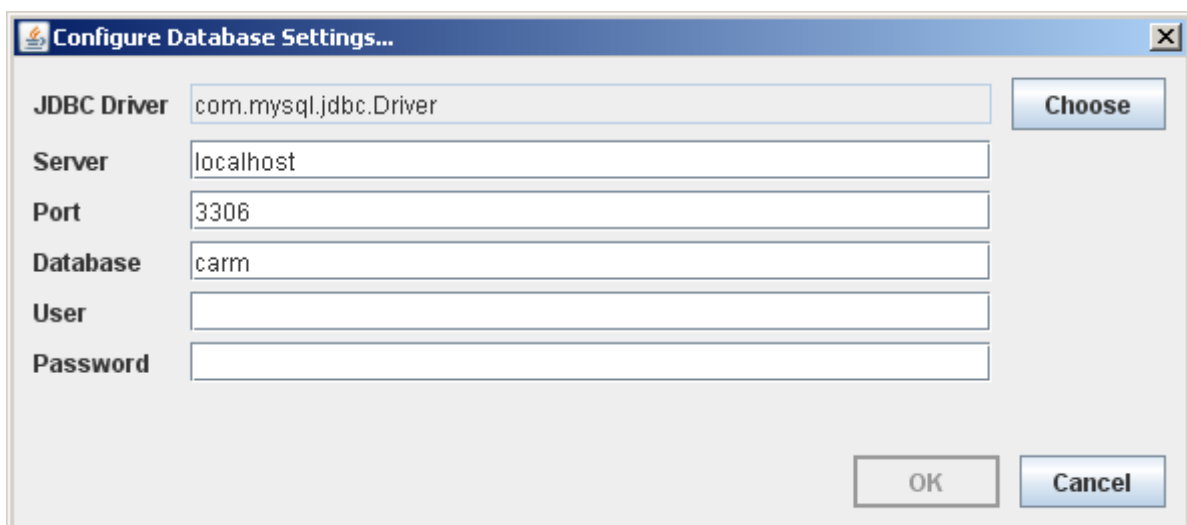 Configure Database Settings...
JDBC Driver com.mysql.jdbc.Driver Choose
Server localhost
Port 3306
Database carm
User
Password
OK Cancel